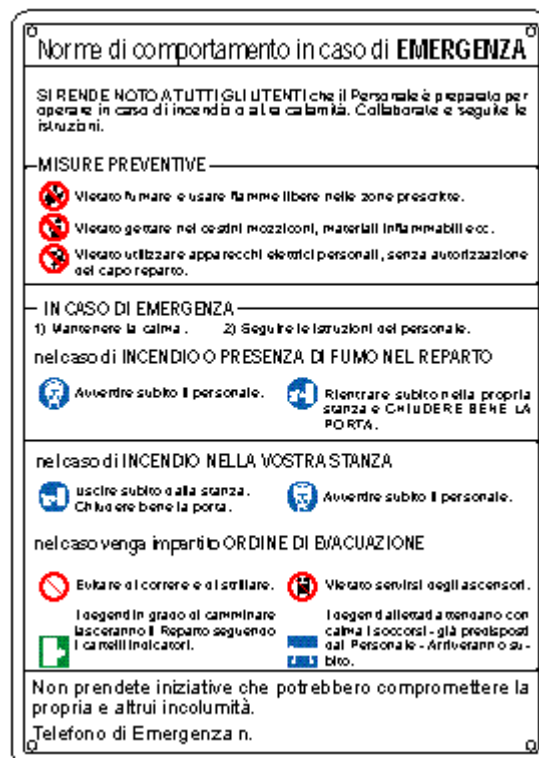 Norme di comportamento in caso di EMERGENZA
SI RENDE NOTO A TUTTI GLI UTENTI che il Personale è preparato per
operare in caso di incendio o altra calamità. Collaborate e seguite le
istruzioni.
MISURE PREVENTIVE
Vietato fumare e usare fiamme libere nelle zone prescritte.
Vietato gettare nei cestini mozziconi, materiali infiammabili ecc.
Vietato utilizzare apparecchi elettrici personali, senza autorizzazione
del capo reparto.
IN CASO DI EMERGENZA
1) Mantenere la calma. 2) Seguire le istruzioni del personale.
nel caso di INCENDIO O PRESENZA DI FUMO NEL REPARTO
Avvertire subito il personale.
Rientrare subito nella propria
stanza e CHIUDERE BENE LA
PORTA.
nel caso di INCENDIO NELLA VOSTRA STANZA
uscire subito dalla stanza.
Chiudere bene la porta.
Avvertire subito il personale.
nel caso venga impartito ORDINE DI EVACUAZIONE
Evitare di correre e di strillare.
Vietato servirsi degli ascensori.
I degenti in grado di camminare
lasceranno il Reparto seguendo
i cartelli indicatori.
I degenti allettati attendano con
calma i soccorsi - già predisposti
dal Personale - Arriveranno su-
bito.
Non prendete iniziative che potrebbero compromettere la
propria e altrui incolumità.
Telefono di Emergenza n.